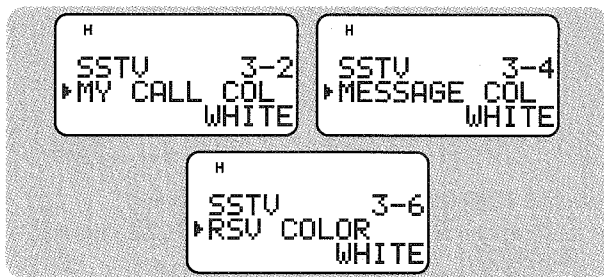 H
SSTV 3-2
▶MY CALL COL
WHITE
H
SSTV 3-4
▶MESSAGE COL
WHITE
H
SSTV 3-6
▶RSV COLOR
WHITE